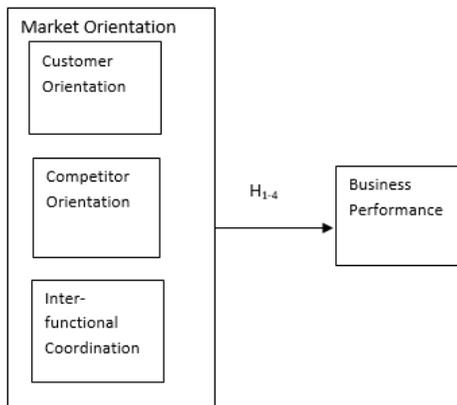 Market Orientation
Customer
Orientation
Competitor
Orientation
Inter-
functional
Coordination
H1-4
Business
Performance